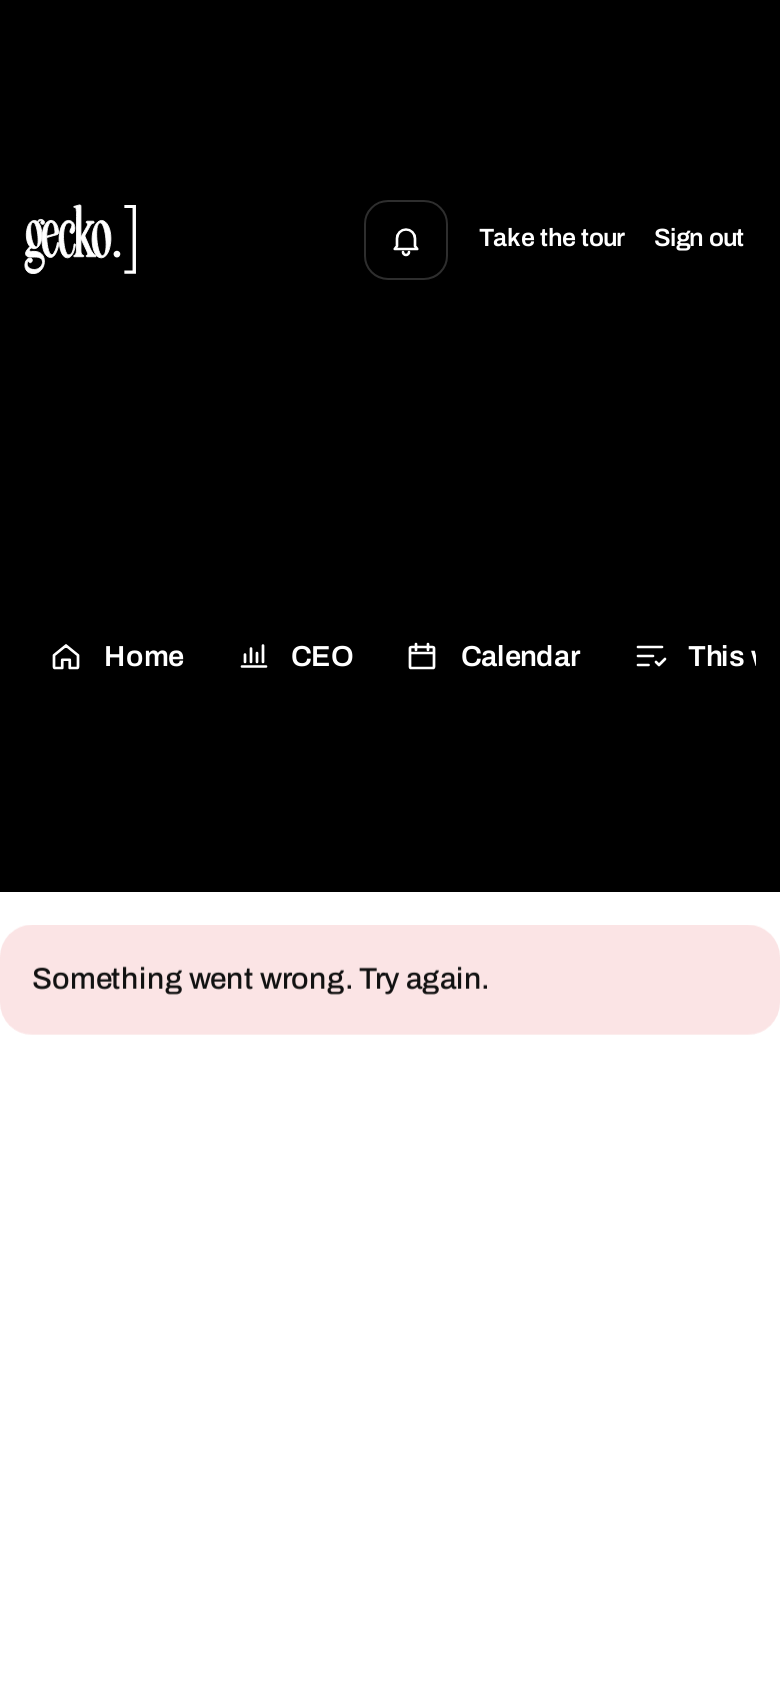 gecko.]
Take the tour
Sign out
Home
CEO
Calendar
This
Something went wrong. Try again.